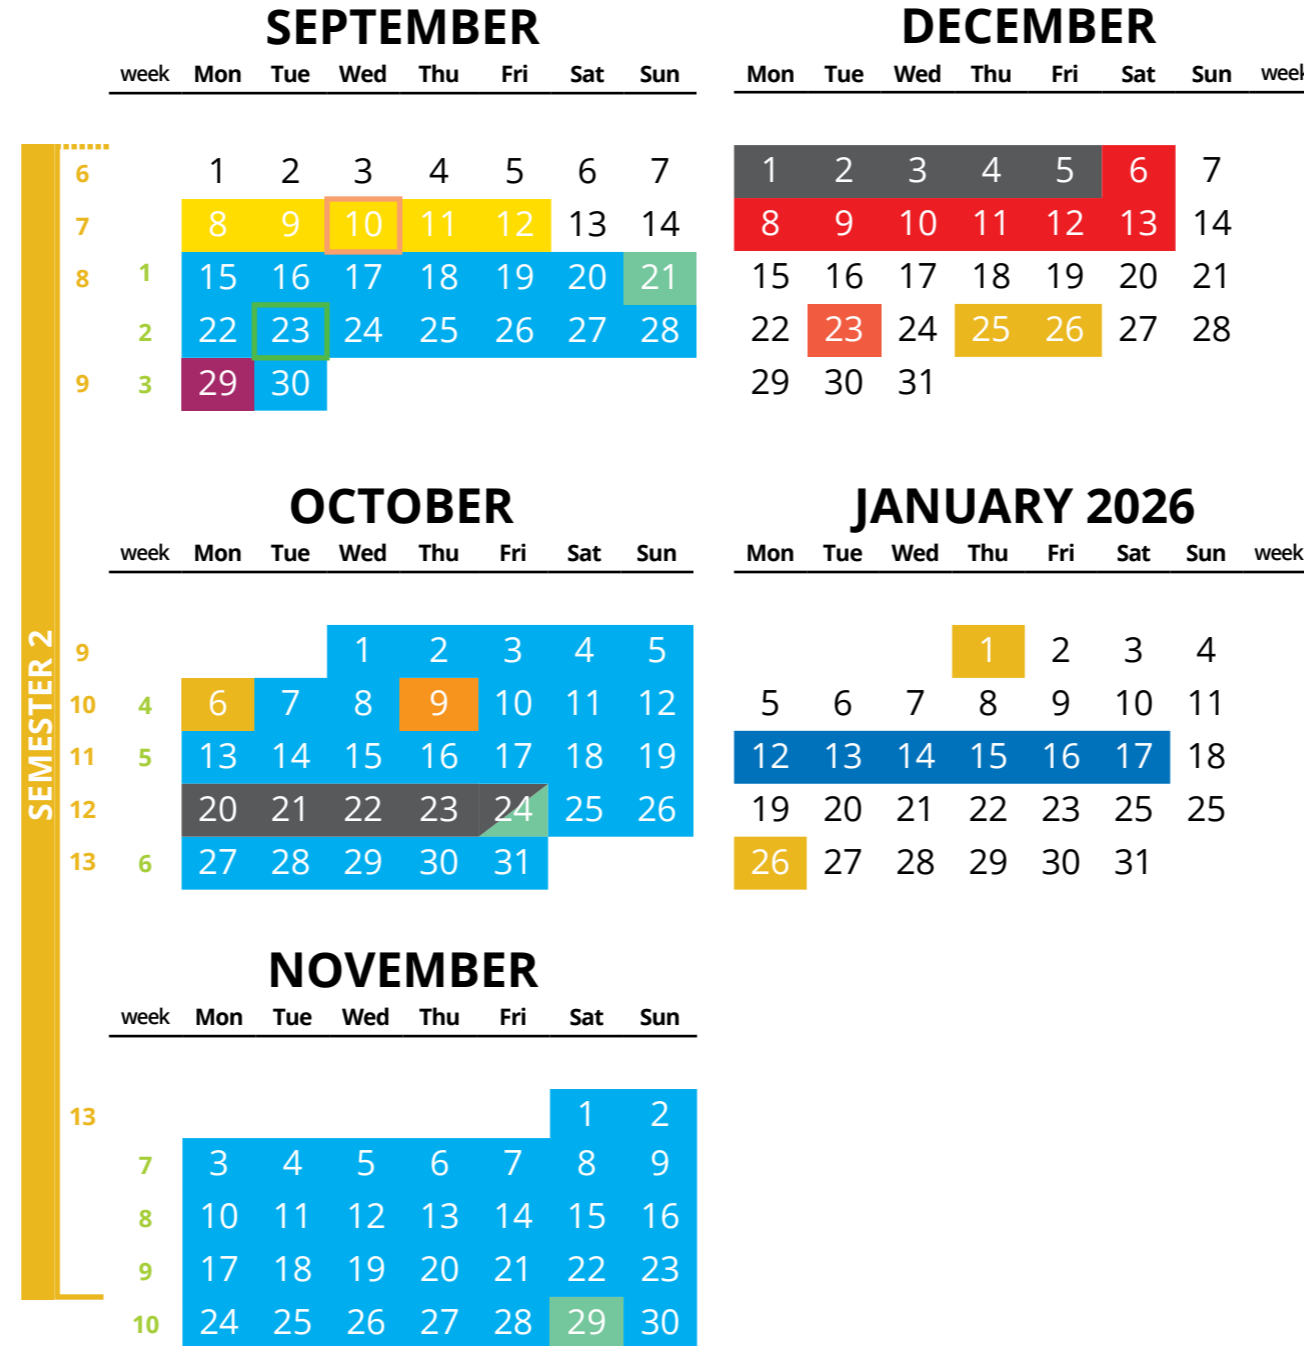 SEPTEMBER
week Mon Tue Wed Thu Fri Sat Sun
6 1 2 3 4 5 6 7
7 8 9 10 11 12 13 14
8 1 15 16 17 18 19 20 21
2 22 23 24 25 26 27 28
9 3 29 30
DECEMBER
Mon Tue Wed Thu Fri Sat Sun week
1 2 3 4 5 6 7
8 9 10 11 12 13 14
15 16 17 18 19 20 21
22 23 24 25 26 27 28
29 30 31
SEMESTER 2
OCTOBER
week Mon Tue Wed Thu Fri Sat Sun
9 1 2 3 4 5
10 4 6 7 8 9 10 11 12
11 5 13 14 15 16 17 18 19
12 20 21 22 23 24 25 26
13 6 27 28 29 30 31
JANUARY 2026
Mon Tue Wed Thu Fri Sat Sun week
1 2 3 4
5 6 7 8 9 10 11
12 13 14 15 16 17 18
19 20 21 22 23 25 25
26 27 28 29 30 31
NOVEMBER
week Mon Tue Wed Thu Fri Sat Sun
13 1 2
7 3 4 5 6 7 8 9
8 10 11 12 13 14 15 16
9 17 18 19 20 21 22 23
10 24 25 26 27 28 29 30